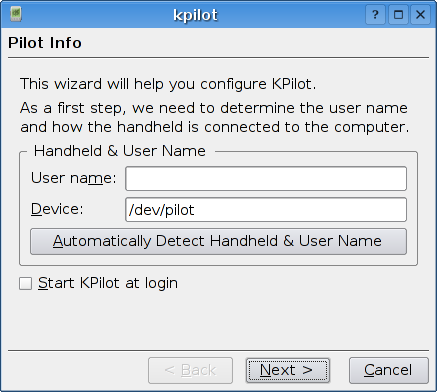 kpilot
Pilot Info
This wizard will help you configure KPilot.
As a first step, we need to determine the user name
and how the handheld is connected to the computer.
Handheld & User Name
User name:
Device: /dev/pilot
Automatically Detect Handheld & User Name
Start KPilot at login
< Back Next > Cancel